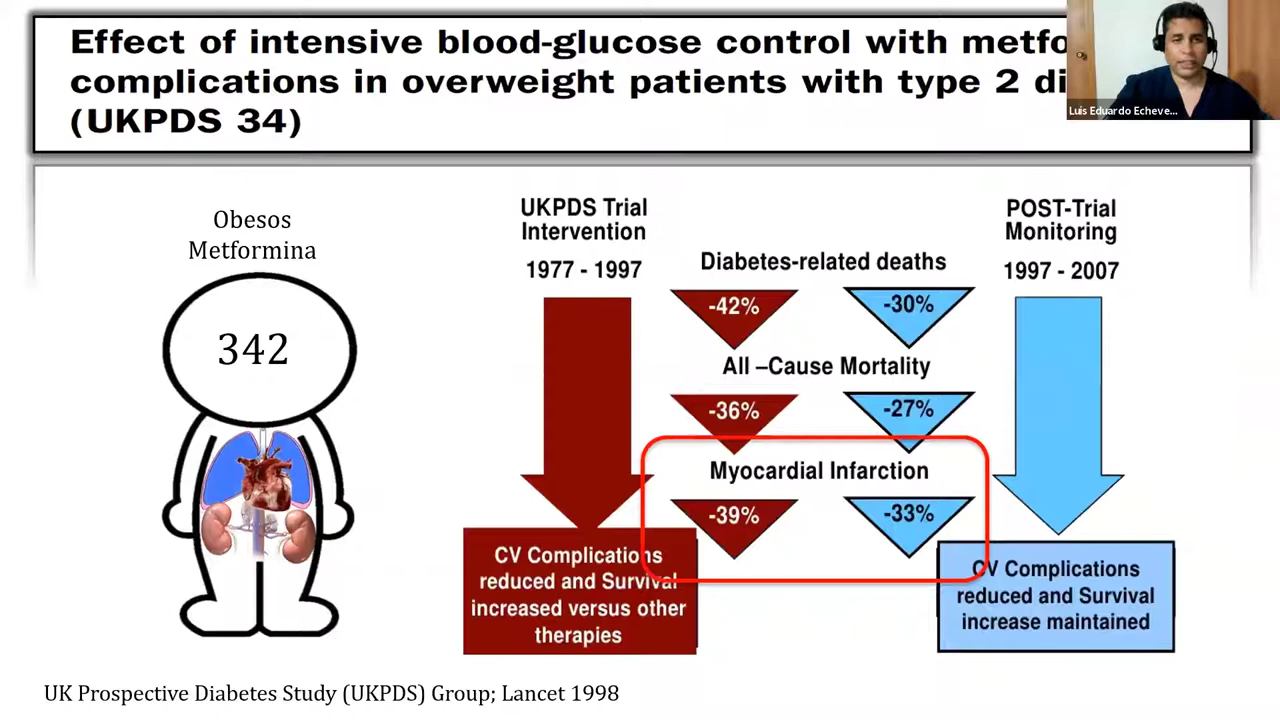 Effect of intensive blood-glucose control with metfo
complications in overweight patients with type 2 di
(UKPDS 34)
Luis Eduardo Echeve...
Obesos
Metformina
342
UKPDS Trial
Intervention
1977 - 1997
Diabetes-related deaths
-42%
-30%
All –Cause Mortality
-36%
-27%
Myocardial Infarction
-39%
-33%
POST-Trial
Monitoring
1997 - 2007
CV Complications
reduced and Survival
increased versus other
therapies
CV Complications
reduced and Survival
increase maintained
UK Prospective Diabetes Study (UKPDS) Group; Lancet 1998